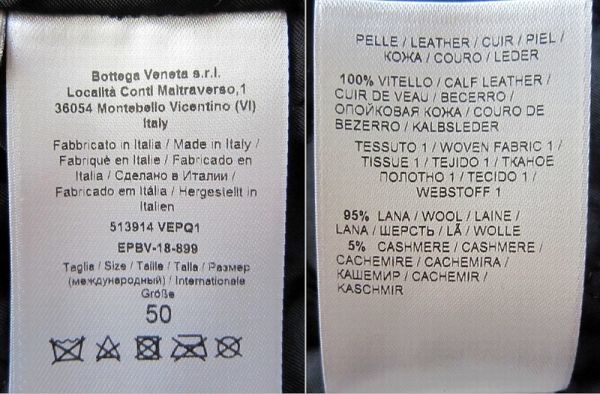 Bottega Veneta s.r.l.
Località Conti Maltraverso,1
36054 Montebello Vicentino (VI)
Italy
Fabbricato in Italia / Made in Italy /
Fabriqué en Italie / Fabricado en
Italia / Сделано в Италии /
Fabricado em Itália / Hergestellt in
Italien
513914 VEPQ1
EPBV-18-899
Taglia / Size / Taille / Talla / Размер
(международный) / Internationale
Größe
50
PELLE / LEATHER / CUIR / PIEL /
КОЖА / COURO / LEDER
100% VITELLO / CALF LEATHER /
CUIR DE VEAU / BECERRO /
ОПОЙКОВАЯ КОЖА / COURO DE
BEZERRO / KALBSLEDER
TESSUTO 1 / WOVEN FABRIC 1 /
TISSUE 1 / TEJIDO 1 / ТКАНОЕ
ПОЛОТНО 1 / TECIDO 1 /
WEBSTOFF 1
95% LANA / WOOL / LAINE /
LANA / ШЕРСТЬ / LÃ / WOLLE
5% CASHMERE / CASHMERE /
CACHEMIRE / CACHEMIRA /
КАШЕМИР / CACHEMIR /
KASCHMIR